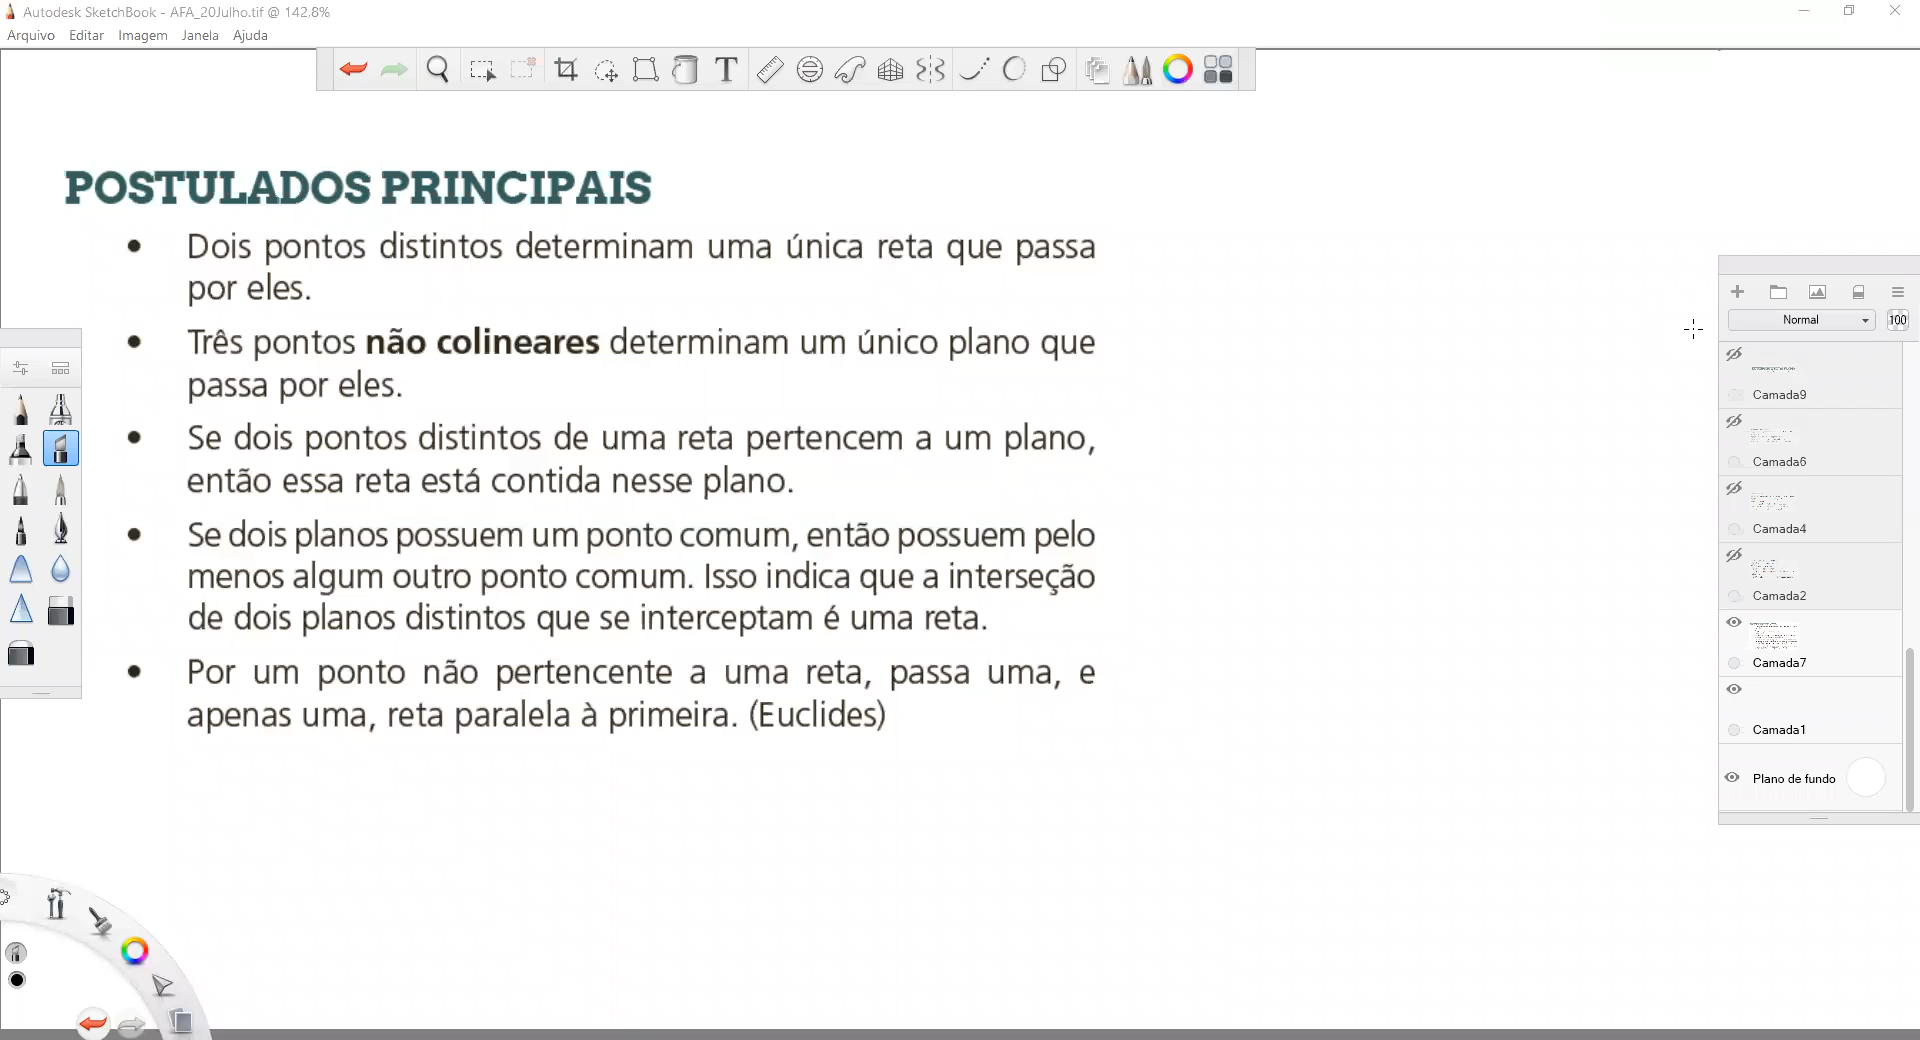 Autodesk SketchBook - AFA_20Julho.tif @ 142,8%
Arquivo Editar Imagem Janela Ajuda
POSTULADOS PRINCIPAIS
• Dois pontos distintos determinam uma única reta que passa
por eles.
• Três pontos não colineares determinam um único plano que
passa por eles.
• Se dois pontos distintos de uma reta pertencem a um plano,
então essa reta está contida nesse plano.
• Se dois planos possuem um ponto comum, então possuem pelo
menos algum outro ponto comum. Isso indica que a interseção
de dois planos distintos que se interceptam é uma reta.
• Por um ponto não pertencente a uma reta, passa uma, e
apenas uma, reta paralela à primeira. (Euclides)
Normal 100
Camada9
Camada6
Camada4
Camada2
Camada7
Camada1
Plano de fundo